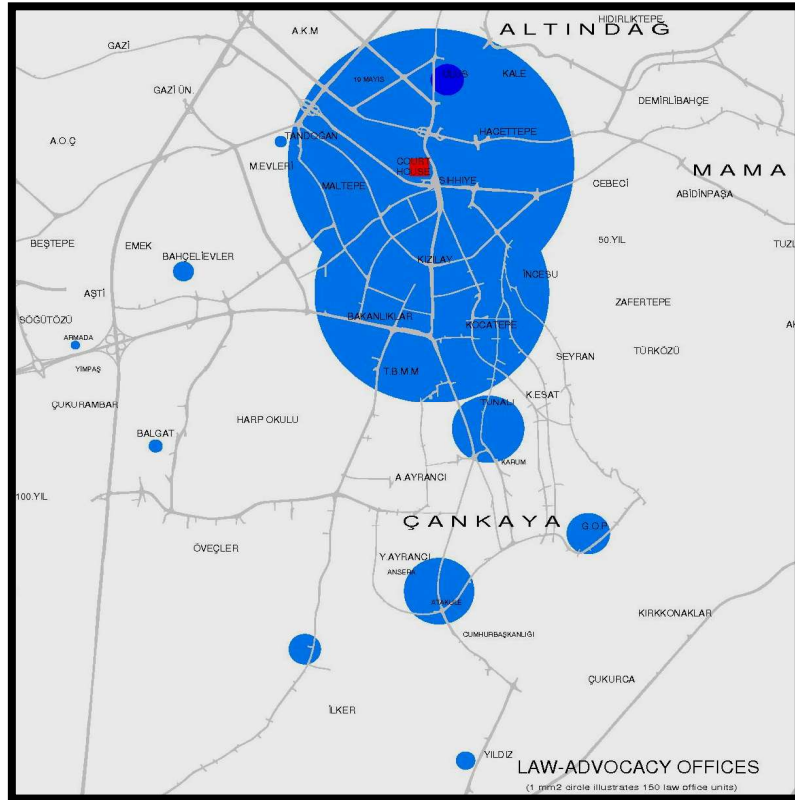 HIDIRLIKTEPE
ALTINDAĞ
A.K.M
GAZİ
ULUS
KALE
19 MAYIS
GAZİ ÜN.
DEMİRLİBAHÇE
HACETTEPE
TANDOĞAN
A.O.Ç
COURT
HOUSE
M.EVLERİ
MAMA
SIHHIYE
MALTEPE
CEBECİ
ABİDİNPAŞA
BEŞTEPE
EMEK
50.YIL
TUZL
BAHÇELİEVLER
KIZILAY
İNCESU
AŞTİ
ZAFERTEPE
SÖĞÜTÖZÜ
BAKANLIKLAR
KOCATEPE
AK
ARMADA
TÜRKÖZÜ
SEYRAN
YİMPAŞ
T.B.M.M
K.ESAT
ÇUKURAMBAR
TUNALI
HARP OKULU
BALGAT
KARUM
A.AYRANCI
100.YIL
ÇANKAYA
G.O.P
ÖVEÇLER
Y.AYRANCI
ANSERA
ATAKULE
KIRKKONAKLAR
CUMHURBAŞKANLIĞI
ÇUKURCA
İLKER
YILDIZ
LAW-ADVOCACY OFFICES
(1 mm2 circle illustrates 150 law office units)